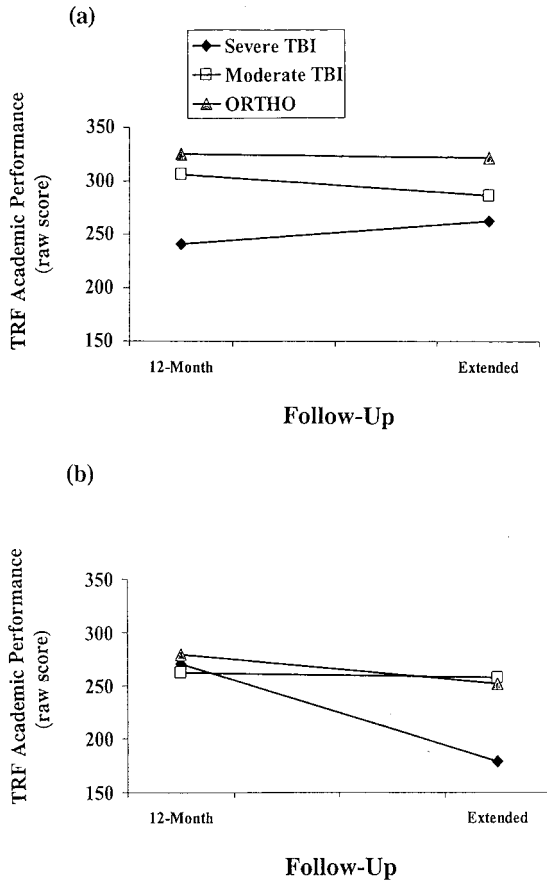 (a)
Severe TBI
Moderate TBI
ORTHO
TRF Academic Performance
(raw score)
350
300
250
200
150
12-Month
Extended
Follow-Up
(b)
TRF Academic Performance
(raw score)
350
300
250
200
150
12-Month
Extended
Follow-Up